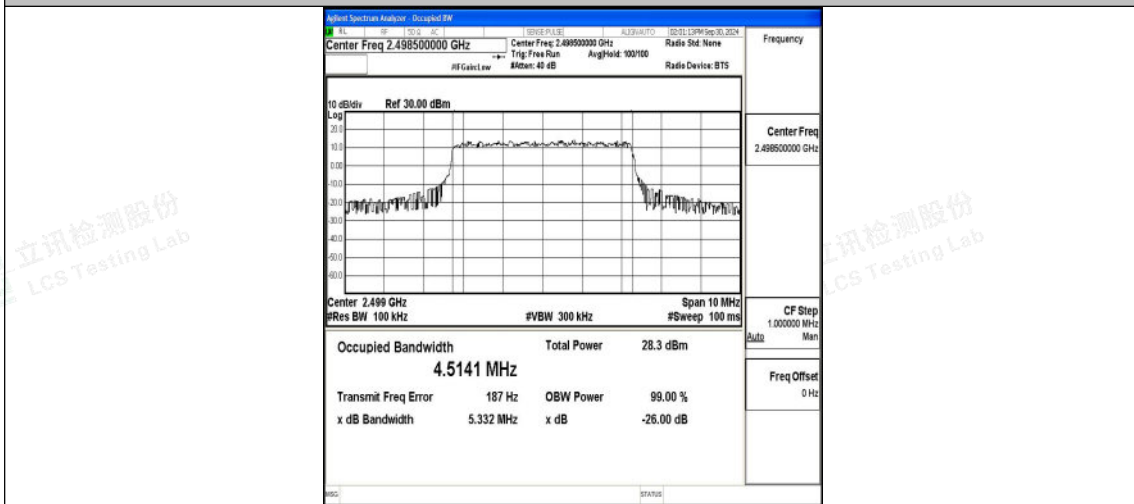 Agilent Spectrum Analyzer - Occupied BW
RL RF 50 Ω AC SENSE:PULSE ALIGNAUTO 02:01:13 PM Sep 30, 2024
Center Freq 2.498500000 GHz
Center Freq: 2.498500000 GHz
Radio Std: None
Trig: Free Run Avg|Hold: 100/100
#IFGain:Low #Atten: 40 dB Radio Device: BTS
Frequency
10 dB/div Ref 30.00 dBm
Log
20.0
10.0
0.00
-10.0
-20.0
-30.0
-40.0
-50.0
-60.0
Center 2.499 GHz Span 10 MHz
#Res BW 100 kHz #VBW 300 kHz #Sweep 100 ms
Occupied Bandwidth Total Power 28.3 dBm
4.5141 MHz
Transmit Freq Error 187 Hz OBW Power 99.00 %
x dB Bandwidth 5.332 MHz x dB -26.00 dB
Center Freq
2.498500000 GHz
CF Step
1.000000 MHz
Auto Man
Freq Offset
0 Hz
MSG STATUS
立讯检测股份
LCS Testing Lab
立讯检测股份
LCS Testing Lab